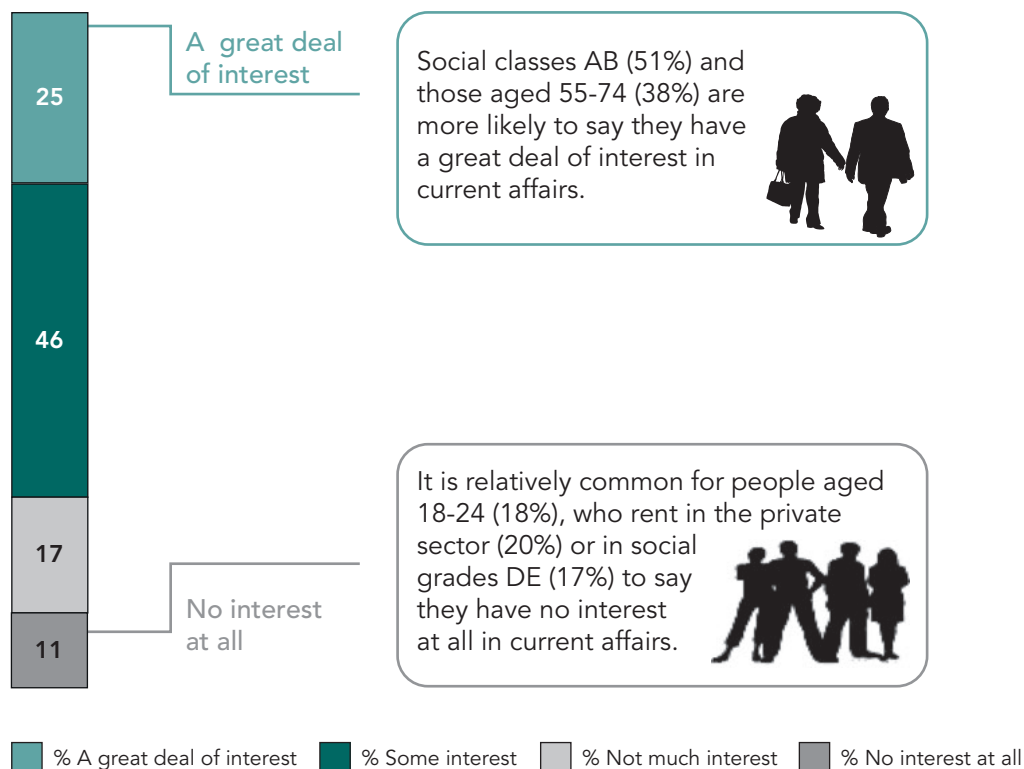 25
A great deal
of interest
Social classes AB (51%) and
those aged 55-74 (38%) are
more likely to say they have
a great deal of interest in
current affairs.
46
17
11
No interest
at all
It is relatively common for people aged
18-24 (18%), who rent in the private
sector (20%) or in social
grades DE (17%) to say
they have no interest
at all in current affairs.
% A great deal of interest % Some interest % Not much interest % No interest at all